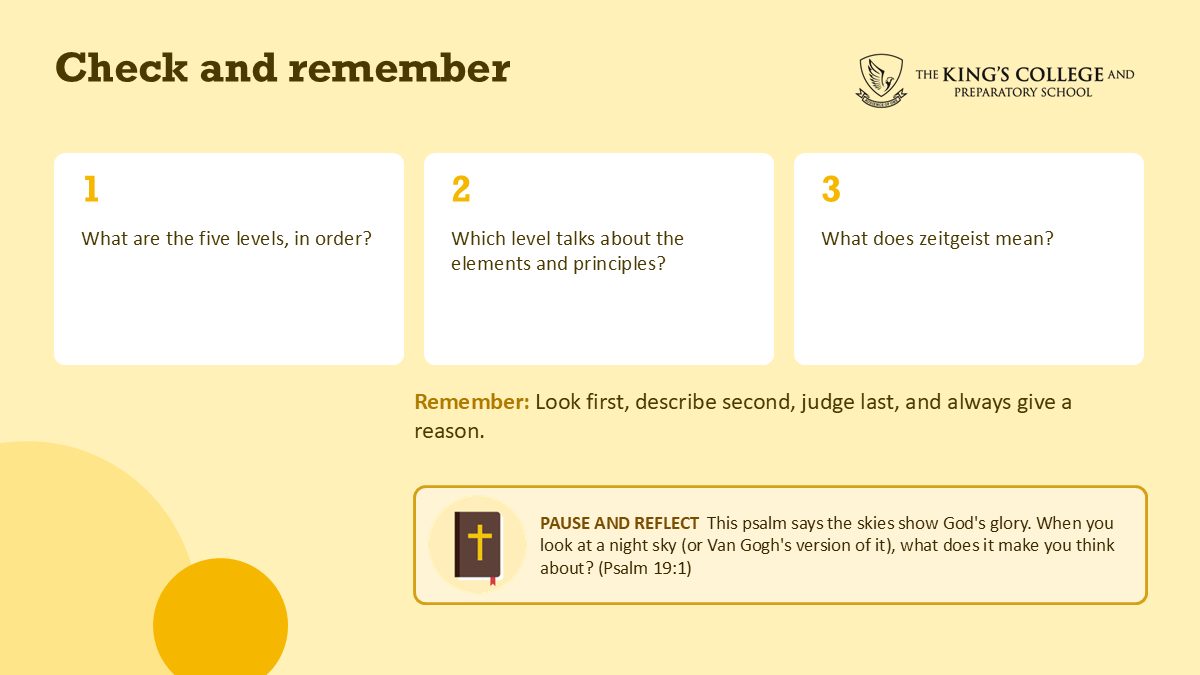 Check and remember
THE KING'S COLLEGE AND
PREPARATORY SCHOOL
1
What are the five levels, in order?
2
Which level talks about the
elements and principles?
3
What does zeitgeist mean?
Remember: Look first, describe second, judge last, and always give a
reason.
PAUSE AND REFLECT This psalm says the skies show God's glory. When you
look at a night sky (or Van Gogh's version of it), what does it make you think
about? (Psalm 19:1)